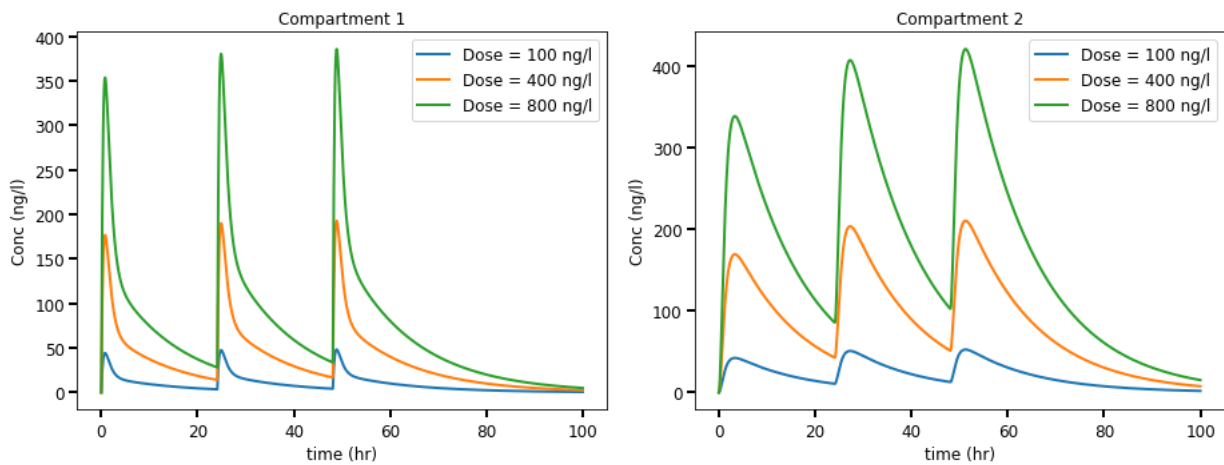 Compartment 1
Conc (ng/l)
400
350
300
250
200
150
100
50
0
Dose = 100 ng/l
Dose = 400 ng/l
Dose = 800 ng/l
0 20 40 60 80 100
time (hr)
Compartment 2
Conc (ng/l)
400
300
200
100
0
Dose = 100 ng/l
Dose = 400 ng/l
Dose = 800 ng/l
0 20 40 60 80 100
time (hr)